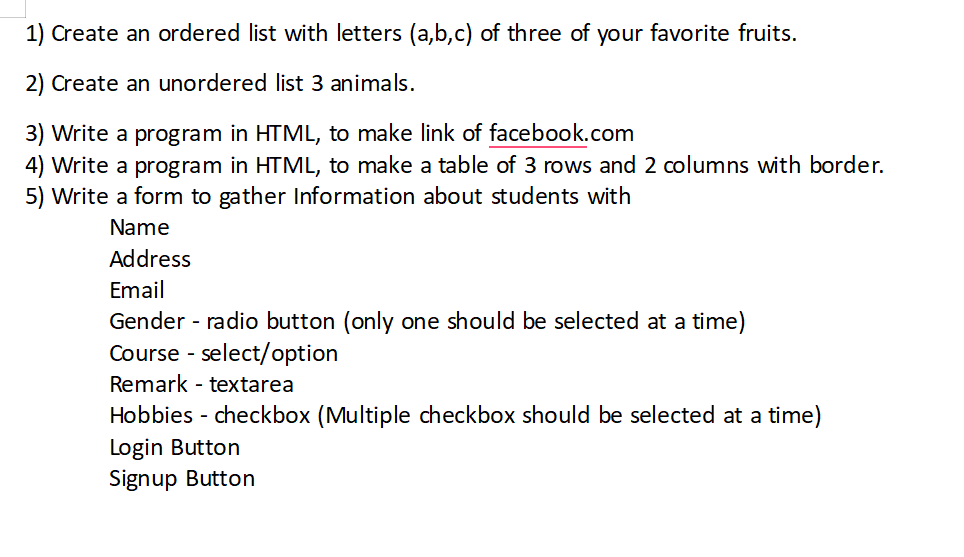 1) Create an ordered list with letters (a,b,c) of three of your favorite fruits.
2) Create an unordered list 3 animals.
3) Write a program in HTML, to make link of facebook.com
4) Write a program in HTML, to make a table of 3 rows and 2 columns with border.
5) Write a form to gather Information about students with
Name
Address
Email
Gender - radio button (only one should be selected at a time)
Course - select/option
Remark - textarea
Hobbies - checkbox (Multiple checkbox should be selected at a time)
Login Button
Signup Button